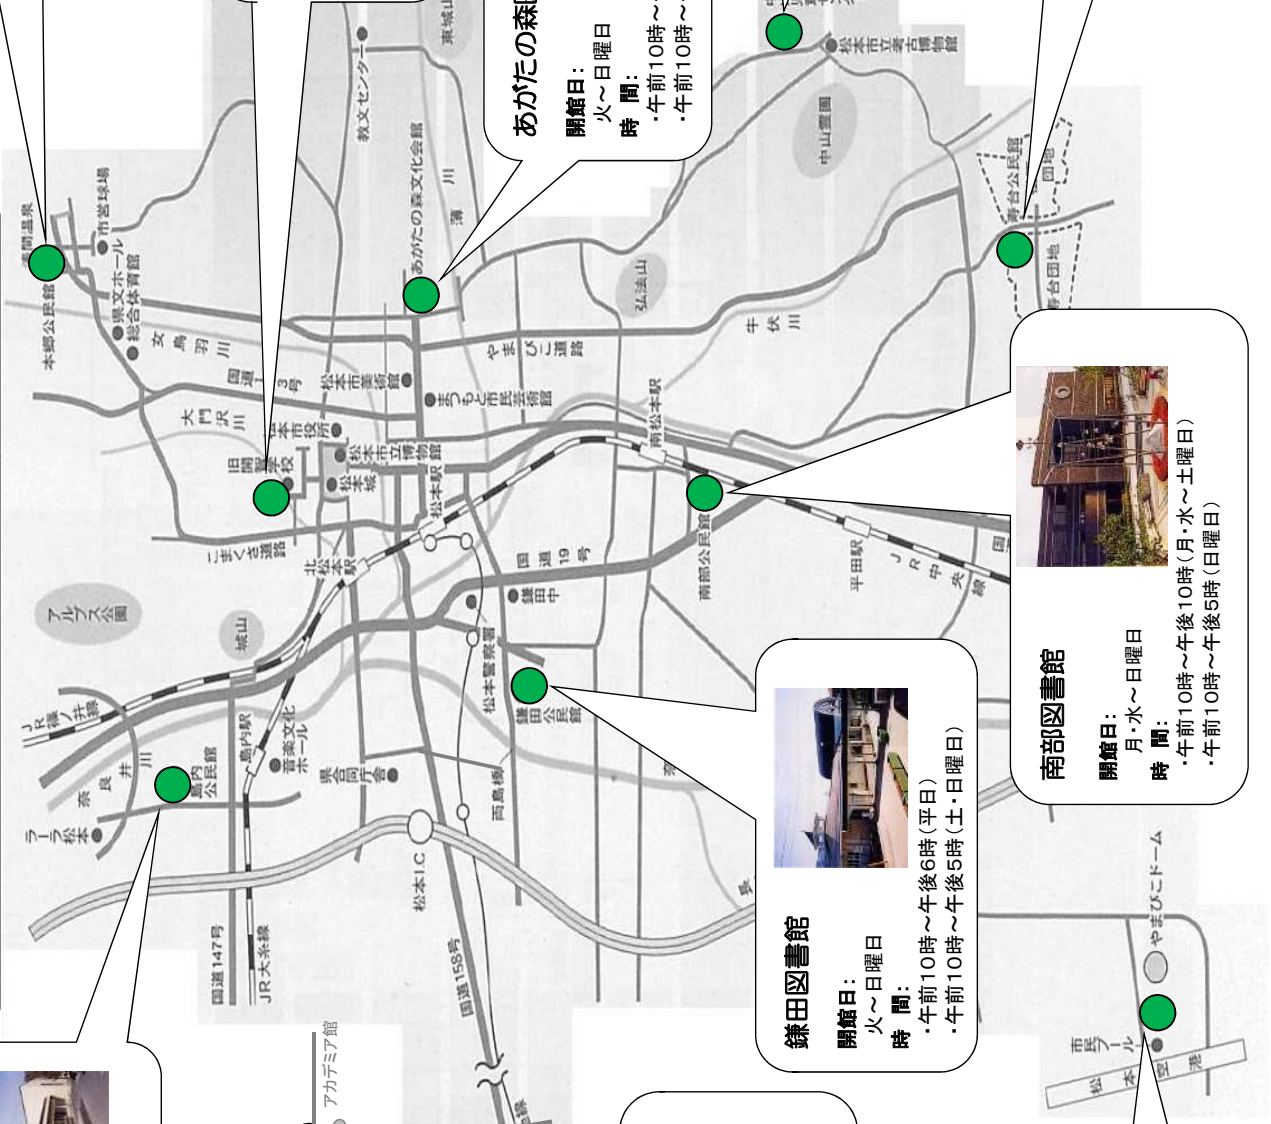 浅間温泉
本郷公民館
市営球場
県文ホール
総合体育館
女鳥羽川
大門沢川
松本市役所
松本市美術館
まつもと市民芸術館
旧開智学校
松本市立博物館
松本城
松本駅
こまくさ道路
北松本駅
アルプス公園
城山
JR篠ノ井線
奈良井川
ラーラ松本
島内公民館
島内駅
音楽文化ホール
県合同庁舎
国道147号
JR大糸線
松本I.C
国道158号
両島橋
松本警察署
鎌田公民館
鎌田中
国道19号
南部公民館
南松本駅
平田駅
JR中央線
教文センター
東城山
あがたの森文化会館
薄川
やまびこ道路
弘法山
牛伏川
中山霊園
松本市立考古博物館
寿台公民館
団地
寿台団地
アカデミア館
やまびこドーム
市民プール
松本空港
あがたの森
開館日:
火~日曜日
時 間:
・午前10時~
・午前10時~
南部図書館
開館日:
月・水~日曜日
時 間:
・午前10時~午後10時(月・水~土曜日)
・午前10時~午後5時(日曜日)
鎌田図書館
開館日:
火~日曜日
時 間:
・午前10時~午後6時(平日)
・午前10時~午後5時(土・日曜日)